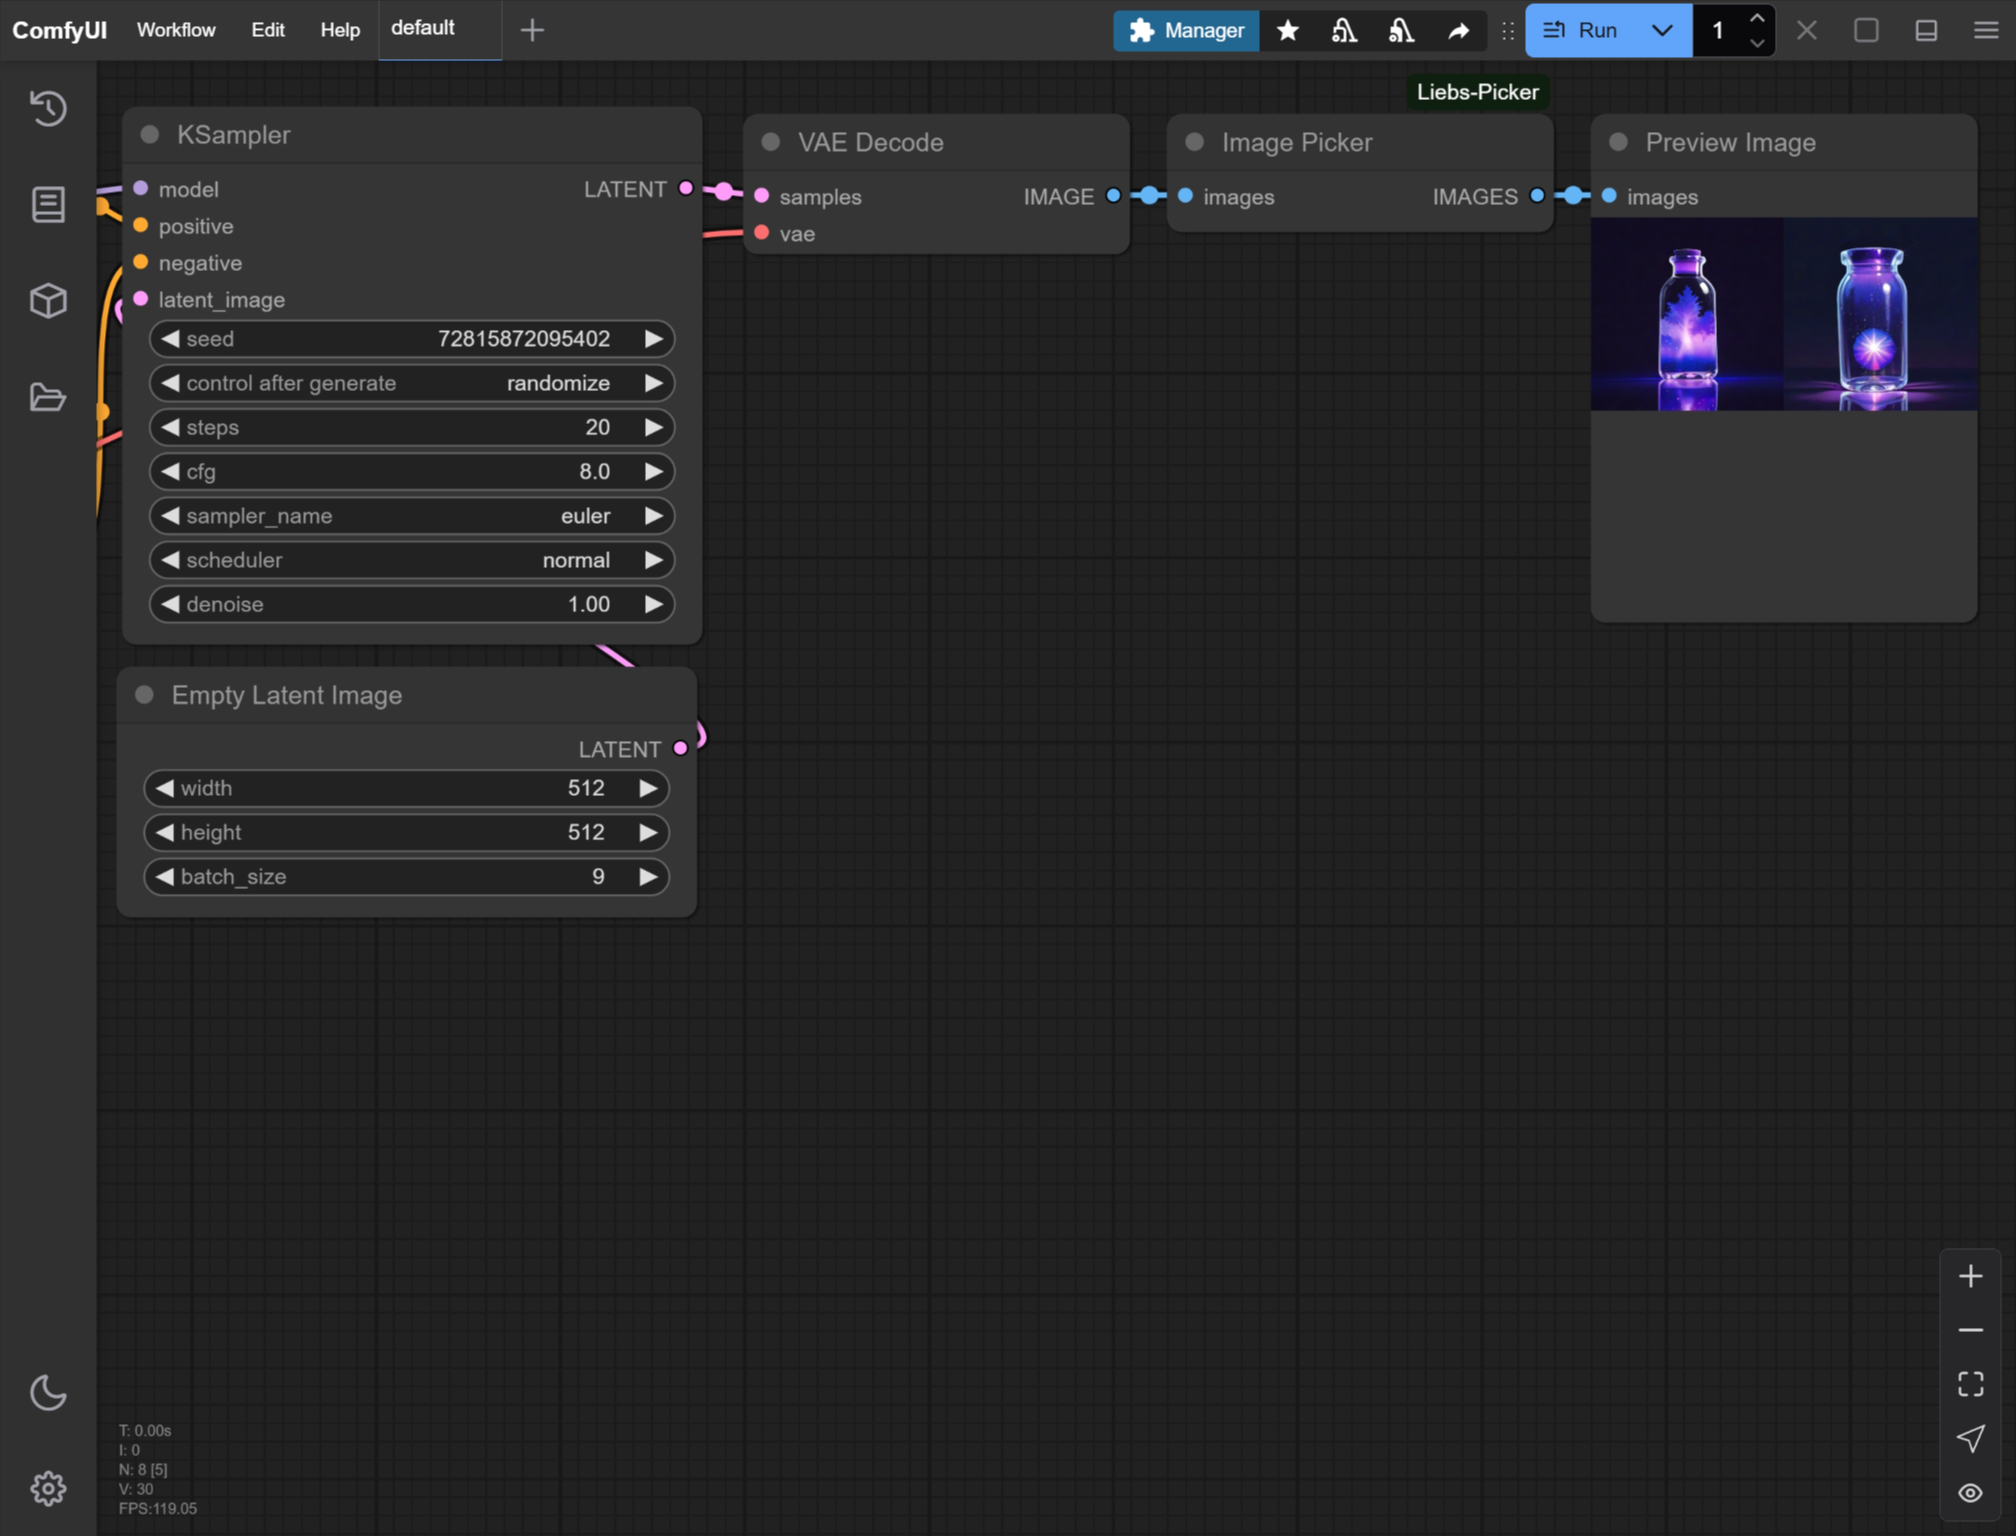 ComfyUI Workflow Edit Help default Manager Run 1
Liebs-Picker
KSampler
model LATENT
positive
negative
latent_image
seed 72815872095402
control after generate randomize
steps 20
cfg 8.0
sampler_name euler
scheduler normal
denoise 1.00
VAE Decode
samples IMAGE
vae
Image Picker
images IMAGES
Preview Image
images
Empty Latent Image
LATENT
width 512
height 512
batch_size 9
T: 0.00s
I: 0
N: 8 [5]
V: 30
FPS:119.05